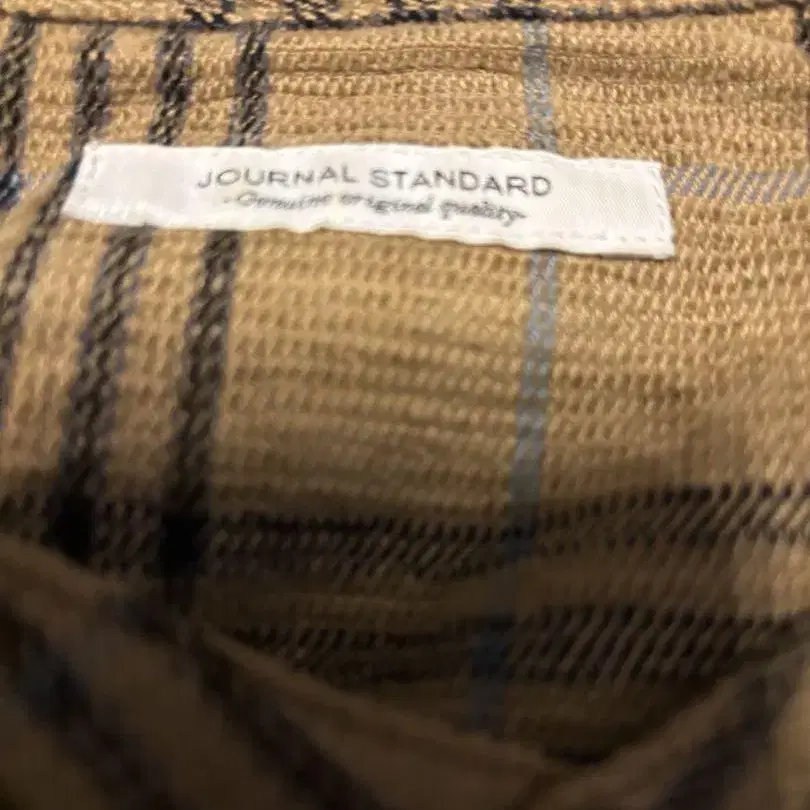 JOURNAL STANDARD
-Genuine original quality-